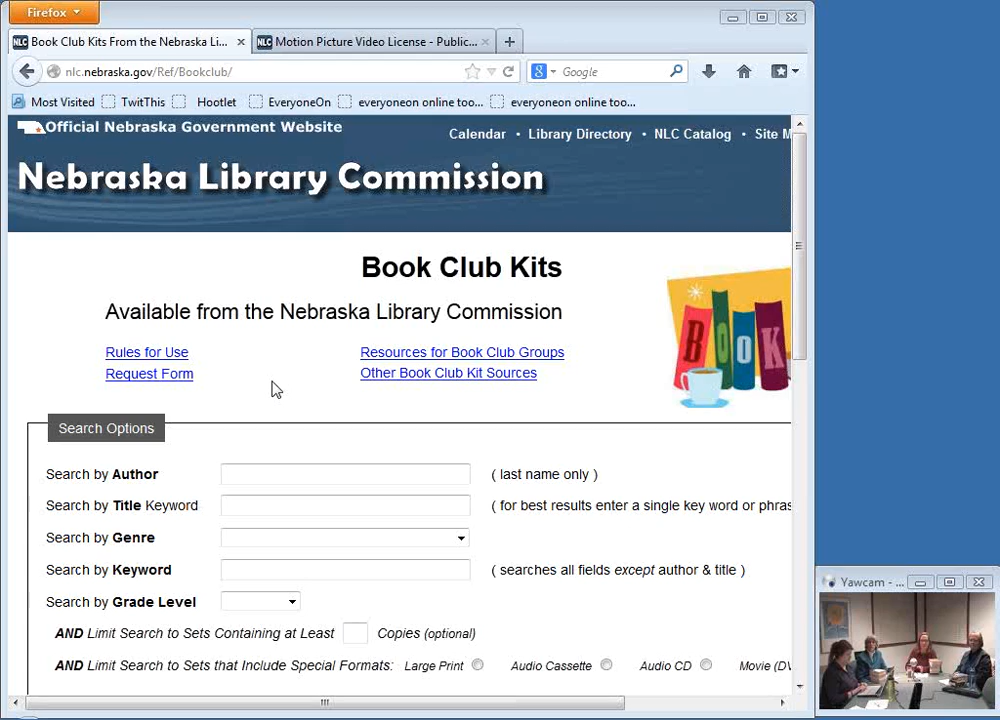 Firefox
Book Club Kits From the Nebraska Li...
Motion Picture Video License - Public...
nlc.nebraska.gov/Ref/Bookclub/
Google
Most Visited TwitThis Hootlet EveryoneOn everyoneon online too... everyoneon online too...
Official Nebraska Government Website
Calendar • Library Directory • NLC Catalog • Site M
Nebraska Library Commission
Book Club Kits
Available from the Nebraska Library Commission
BOOK
Rules for Use
Resources for Book Club Groups
Request Form
Other Book Club Kit Sources
Search Options
Search by Author ( last name only )
Search by Title Keyword ( for best results enter a single key word or phras
Search by Genre
Search by Keyword ( searches all fields except author & title )
Search by Grade Level
AND Limit Search to Sets Containing at Least Copies (optional)
AND Limit Search to Sets that Include Special Formats: Large Print Audio Cassette Audio CD Movie (DV
Yawcam - ...